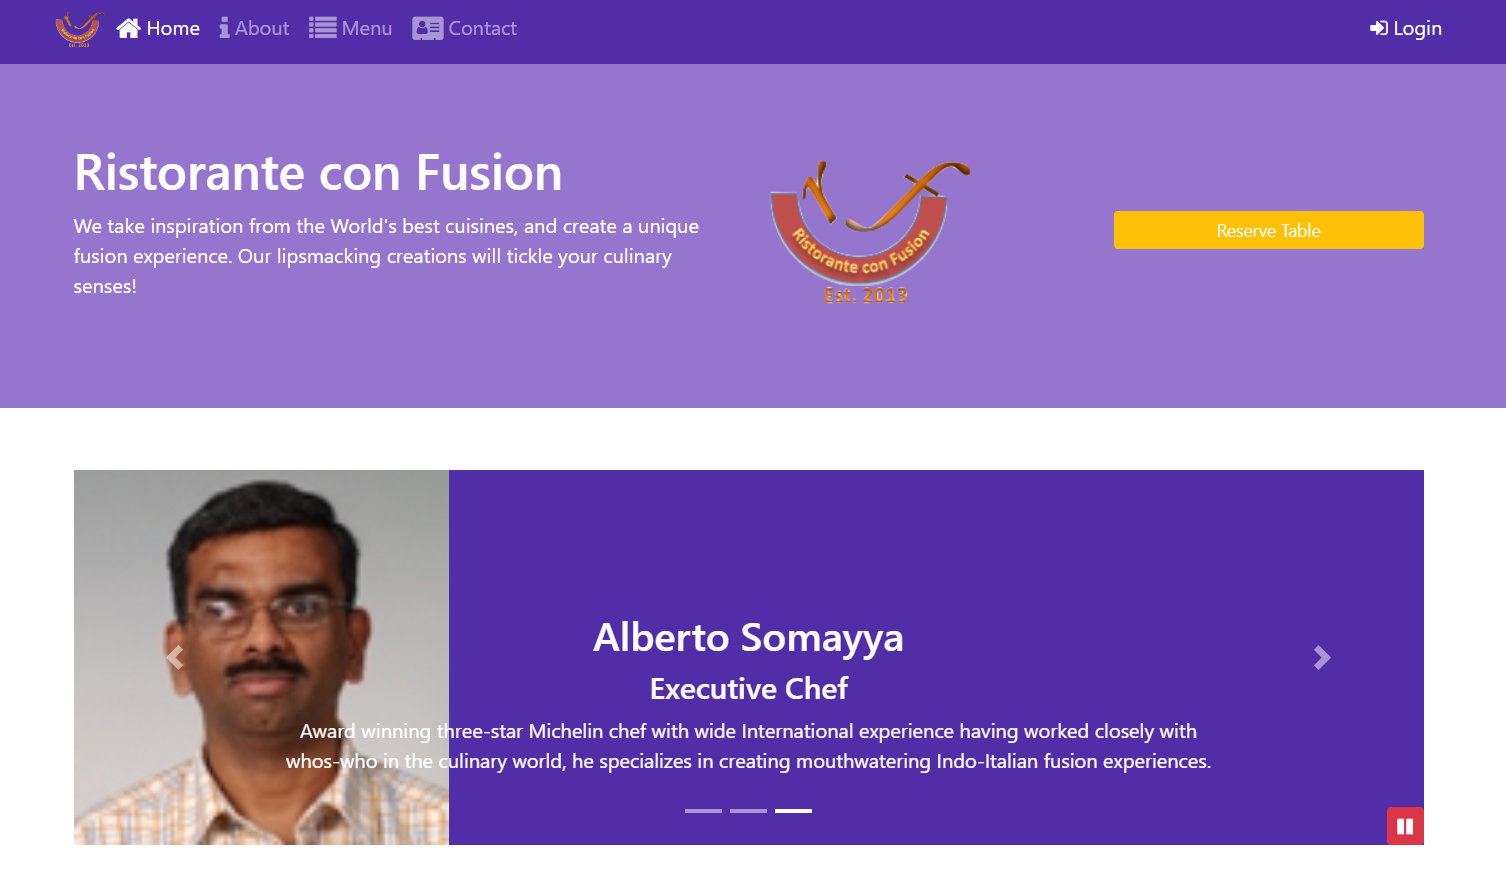 Est. 2013
Home
About
Menu
Contact
Login
Ristorante con Fusion
We take inspiration from the World's best cuisines, and create a unique
fusion experience. Our lipsmacking creations will tickle your culinary
senses!
Ristorante con Fusion
Est. 2013
Reserve Table
Alberto Somayya
Executive Chef
Award winning three-star Michelin chef with wide International experience having worked closely with
whos-who in the culinary world, he specializes in creating mouthwatering Indo-Italian fusion experiences.